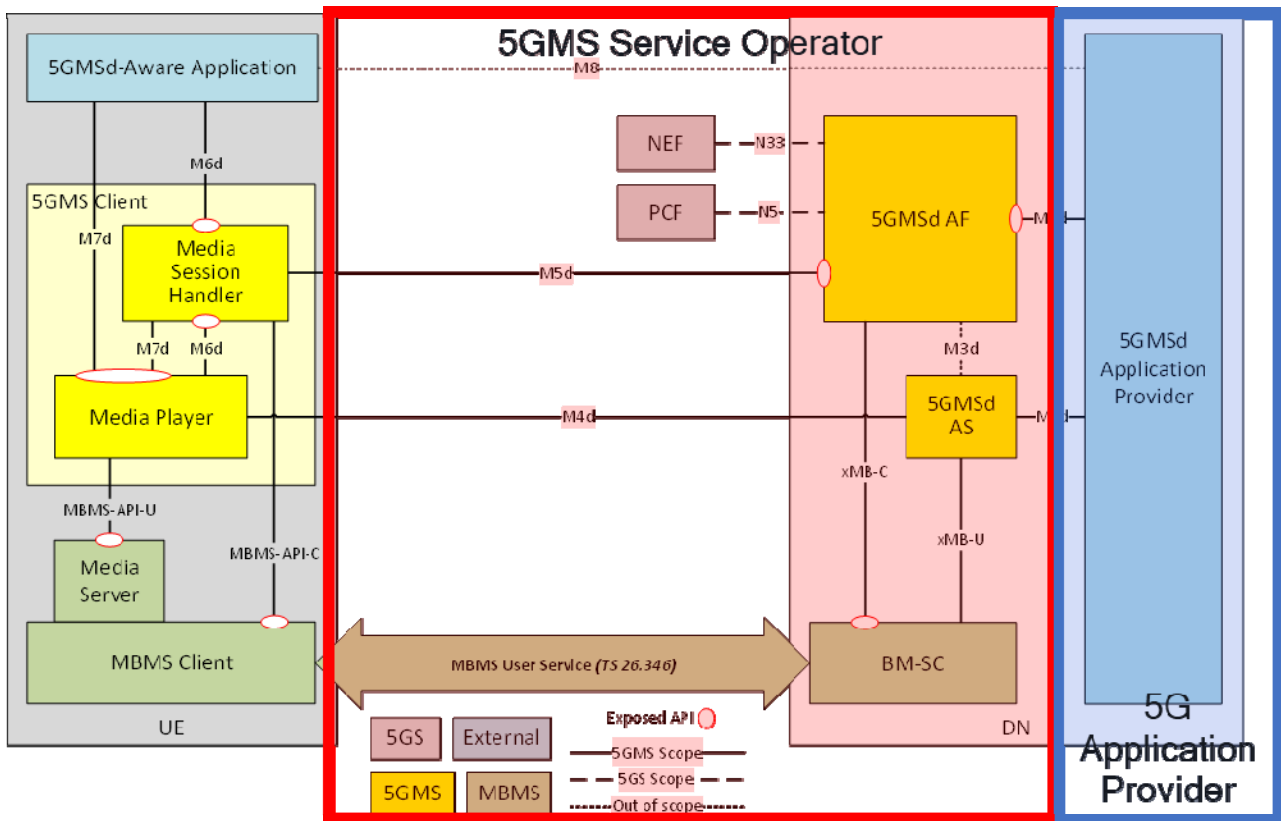 5GMS Service Operator
5GMSd-Aware Application
M8
NEF
N33
M6d
PCF
N5
5GMSd AF
5GMS Client
M7d
Media
Session
Handler
M5d
M7d
M6d
M3d
5GMSd
Application
Provider
Media Player
M4d
5GMSd
AS
xMB-C
MBMS-API-U
xMB-U
MBMS-API-C
Media
Server
MBMS Client
MBMS User Service (TS 26.346)
BM-SC
UE
DN
5G
Application
Provider
5GS
External
Exposed API
5GMS Scope
5GS Scope
5GMS
MBMS
Out of scope